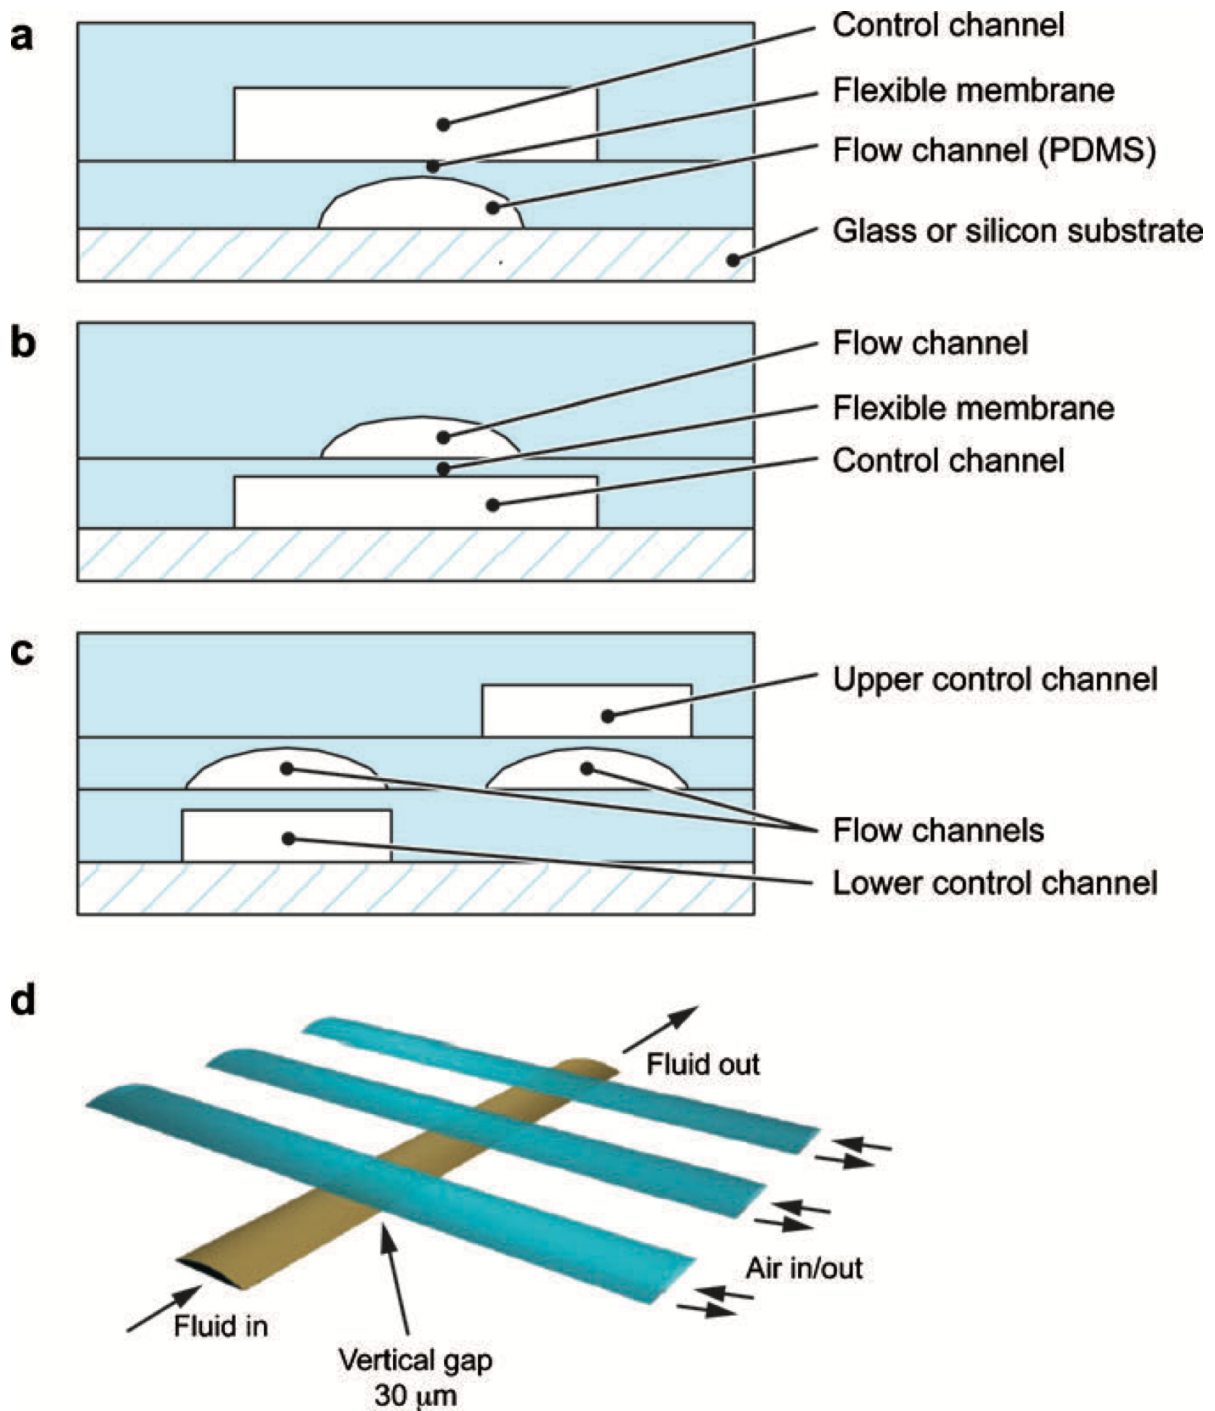 a
Control channel
Flexible membrane
Flow channel (PDMS)
Glass or silicon substrate
b
Flow channel
Flexible membrane
Control channel
c
Upper control channel
Flow channels
Lower control channel
d
Fluid out
Air in/out
Fluid in
Vertical gap
30 μm